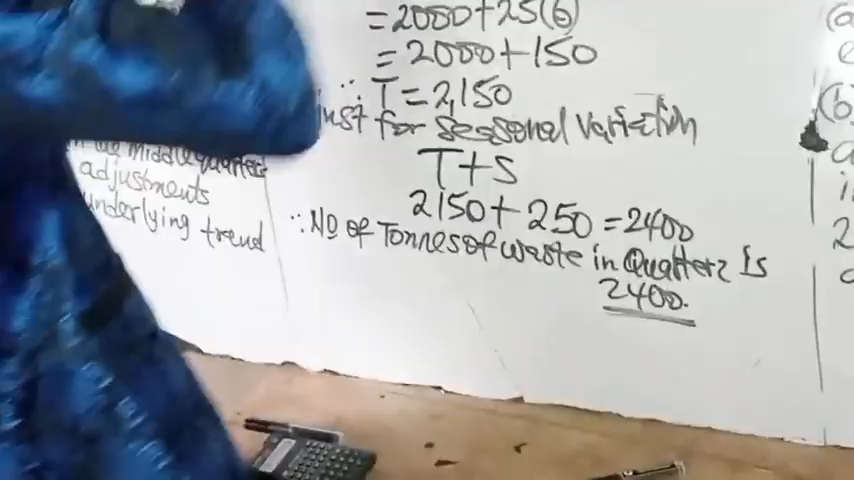 =2000+25(6)
=2000+150
∴ T=2,150
Just for seasonal variation
T+S
2150+250=2400
∴ No of Tonnes of waste in Quarter 2 is
2400.
in the middle quarter
adjustments
underlying trend
(a
(b)